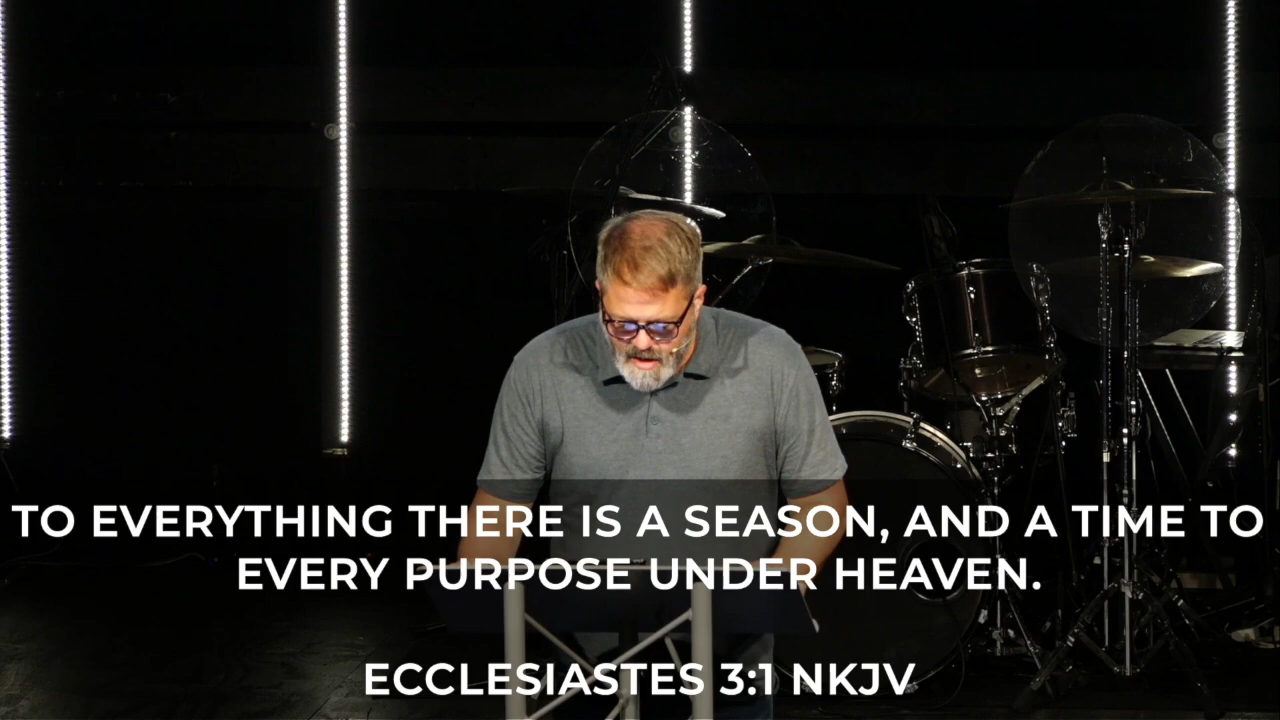 TO EVERYTHING THERE IS A SEASON, AND A TIME TO
EVERY PURPOSE UNDER HEAVEN.
ECCLESIASTES 3:1 NKJV